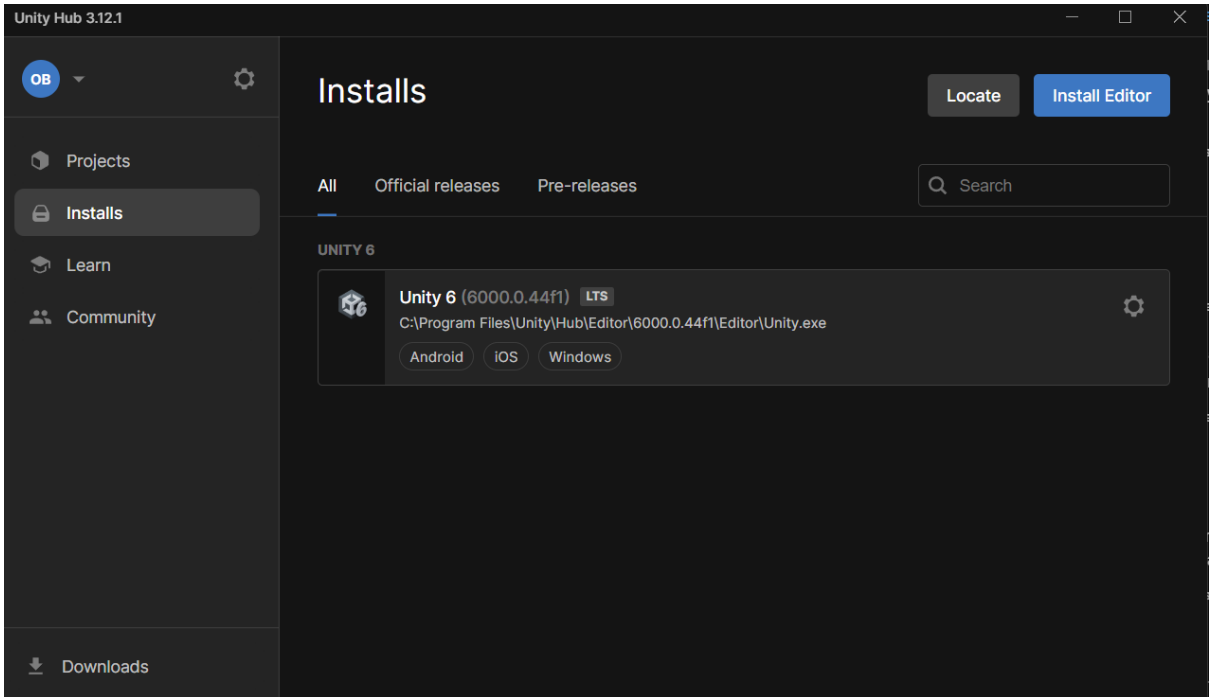 Unity Hub 3.12.1
OB
Installs
Locate
Install Editor
Projects
Installs
Learn
Community
All
Official releases
Pre-releases
Search
UNITY 6
Unity 6 (6000.0.44f1) LTS
C:\Program Files\Unity\Hub\Editor\6000.0.44f1\Editor\Unity.exe
Android
iOS
Windows
Downloads